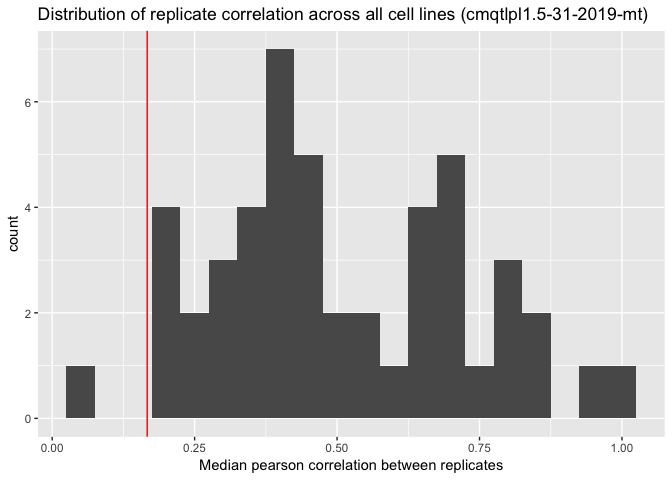 Distribution of replicate correlation across all cell lines (cmqtlpl1.5-31-2019-mt)
count
6
4
2
0
0.00 0.25 0.50 0.75 1.00
Median pearson correlation between replicates